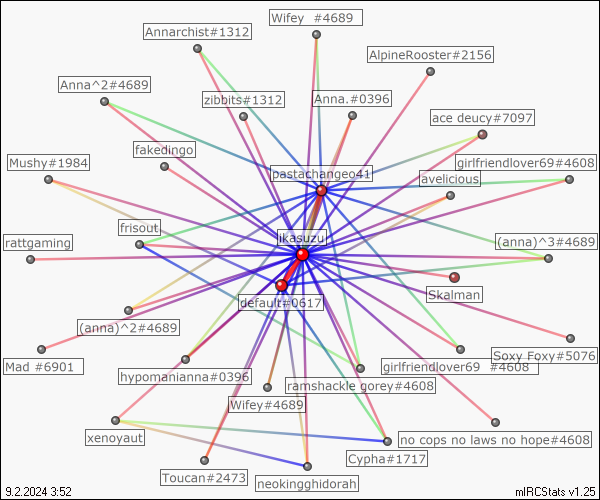 Wifey  #4689
Annarchist#1312
AlpineRooster#2156
Anna^2#4689
zibbits#1312
Anna.#0396
ace deucy#7097
fakedingo
Mushy#1984
pastachangeo41
girlfriendlover69#4608
avelicious
frisout
ikasuzu
rattgaming
(anna)^3#4689
Skalman
default#0617
(anna)^2#4689
Soxy Foxy#5076
Mad #6901
girlfriendlover69  #4608
hypomanianna#0396
ramshackle gorey#4608
Wifey#4689
xenoyaut
no cops no laws no hope#4608
Cypha#1717
Toucan#2473
neokingghidorah
9.2.2024 3:52
mIRCStats v1.25